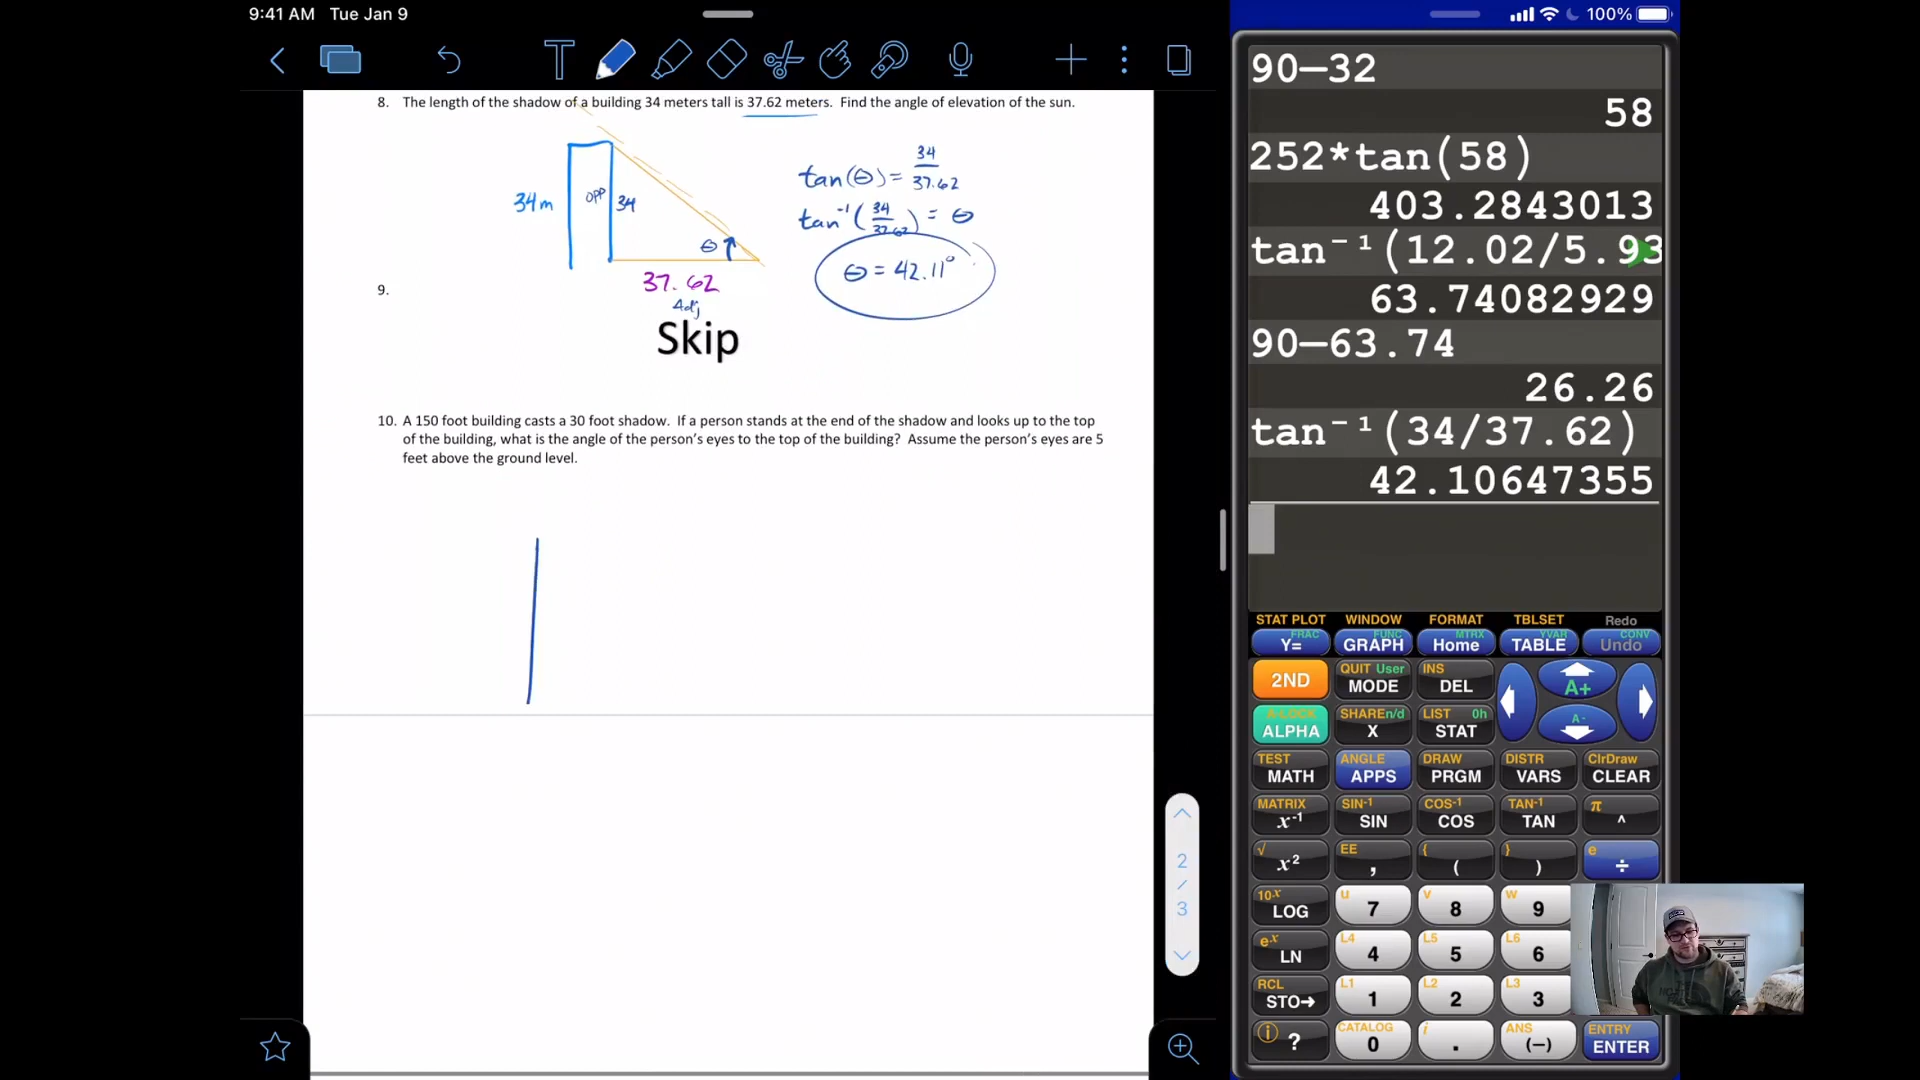 9:41 AM Tue Jan 9
100%
T
8. The length of the shadow of a building 34 meters tall is 37.62 meters. Find the angle of elevation of the sun.
34m
OPP
34
θ
37.62
Adj
tan(θ) = 34/37.62
tan⁻¹(34/37.62) = θ
θ = 42.11°
9.
Skip
10. A 150 foot building casts a 30 foot shadow. If a person stands at the end of the shadow and looks up to the top
of the building, what is the angle of the person's eyes to the top of the building? Assume the person's eyes are 5
feet above the ground level.
2
/
3
90−32
58
252*tan(58)
403.2843013
tan⁻¹(12.02/5.93
63.74082929
90−63.74
26.26
tan⁻¹(34/37.62)
42.10647355
STAT PLOT WINDOW FORMAT TBLSET Redo
FRAC FUNC MTRX YVAR CONV
Y= GRAPH Home TABLE Undo
QUIT User INS
2ND MODE DEL A+
A-LOCK SHARE n/d LIST 0h A-
ALPHA X STAT
TEST ANGLE DRAW DISTR ClrDraw
MATH APPS PRGM VARS CLEAR
MATRIX SIN-1 COS-1 TAN-1 π
x-1 SIN COS TAN ^
√ EE { } e
x² , ( ) ÷
10x u v w
LOG 7 8 9
ex L4 L5 L6
LN 4 5 6
RCL L1 L2 L3
STO→ 1 2 3
i CATALOG i ANS ENTRY
? 0 . (−) ENTER